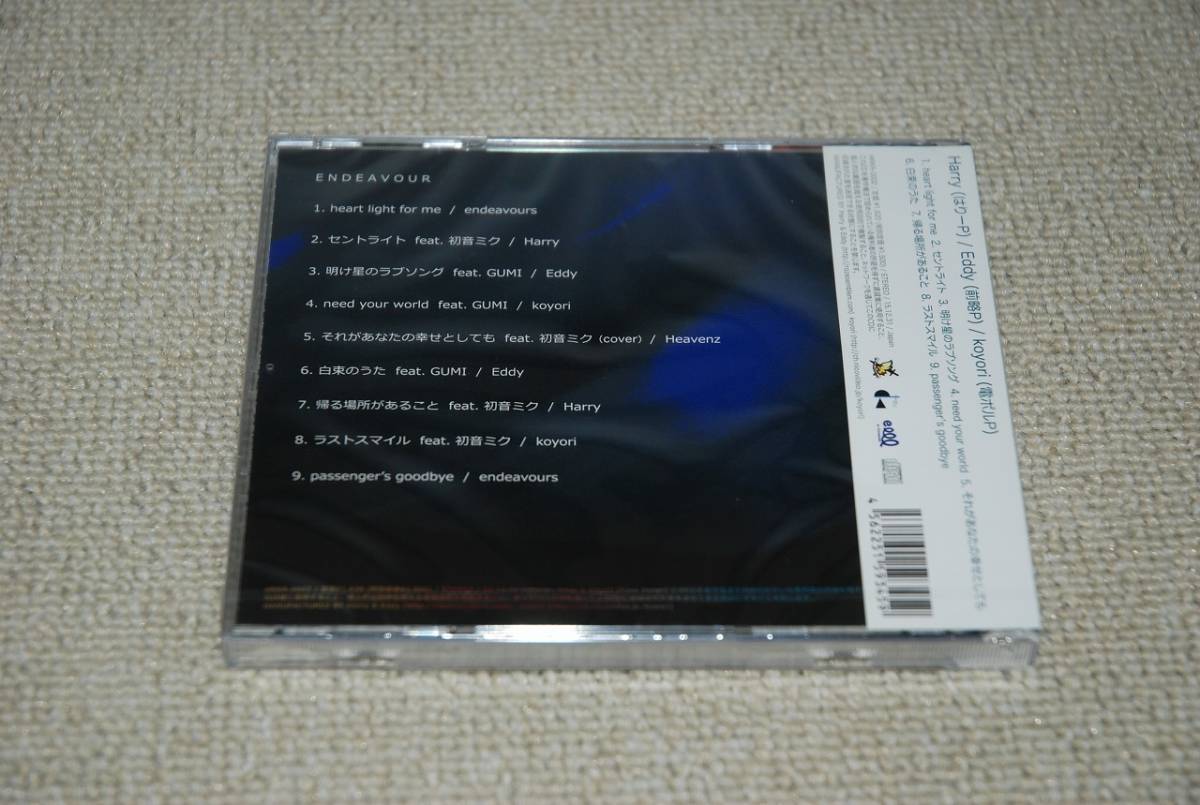 ENDEAVOUR
1. heart light for me / endeavours
2. セントライト feat. 初音ミク / Harry
3. 明け星のラブソング feat. GUMI / Eddy
4. need your world feat. GUMI / koyori
5. それがあなたの幸せとしても feat. 初音ミク (cover) / Heavenz
6. 白束のうた feat. GUMI / Eddy
7. 帰る場所があること feat. 初音ミク / Harry
8. ラストスマイル feat. 初音ミク / koyori
9. passenger's goodbye / endeavours
Harry (はりーP) / Eddy (前略P) / koyori (電ポルP)
1. heart light for me 2. セントライト 3. 明け星のラブソング 4. need your world 5. それがあなたの幸せとしても
6. 白束のうた 7. 帰る場所があること 8. ラストスマイル 9. passenger's goodbye
STEREO / 15.12.31 / Japan